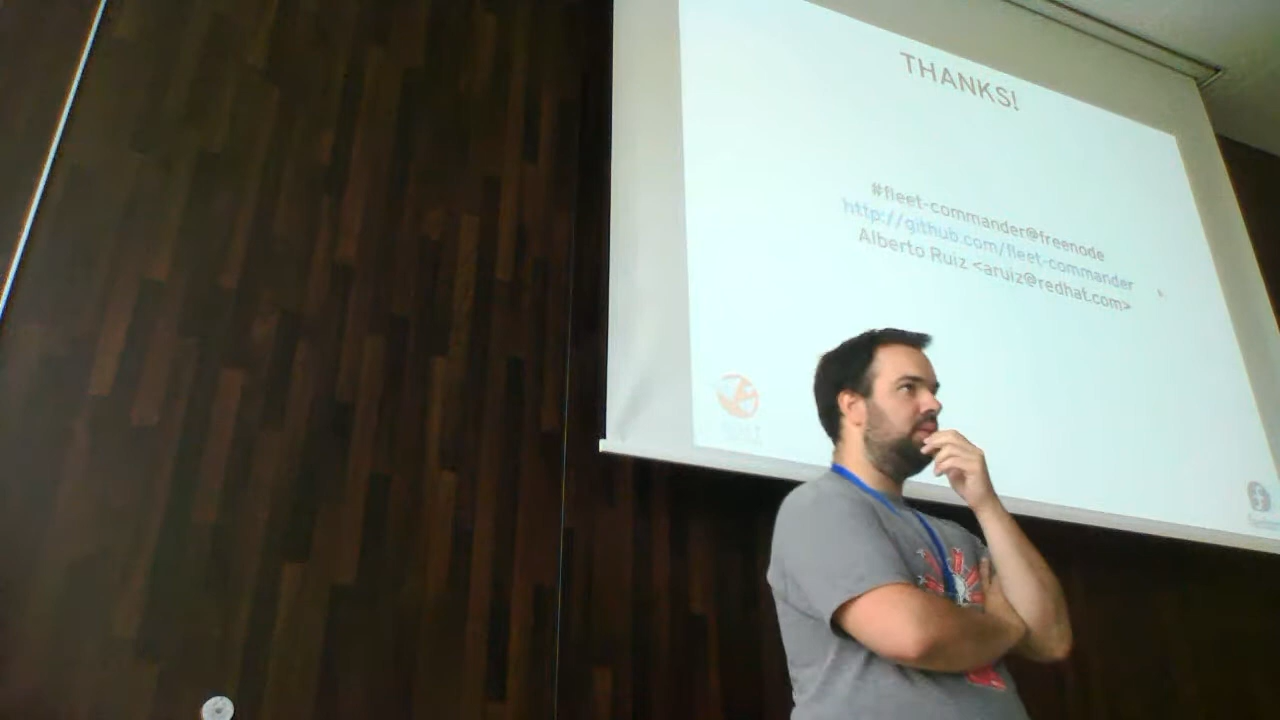 THANKS!
#fleet-commander@freenode
http://github.com/fleet-commander
Alberto Ruiz <aruiz@redhat.com>